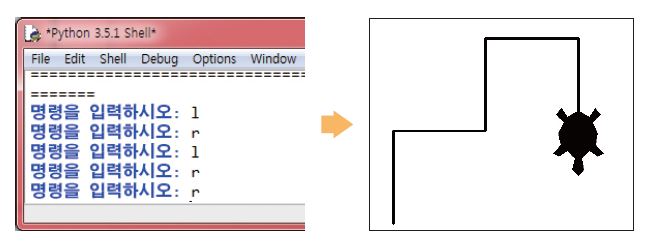 *Python 3.5.1 Shell*
File Edit Shell Debug Options Window
==============================
=======
명령을 입력하시오: l
명령을 입력하시오: r
명령을 입력하시오: l
명령을 입력하시오: r
명령을 입력하시오: r